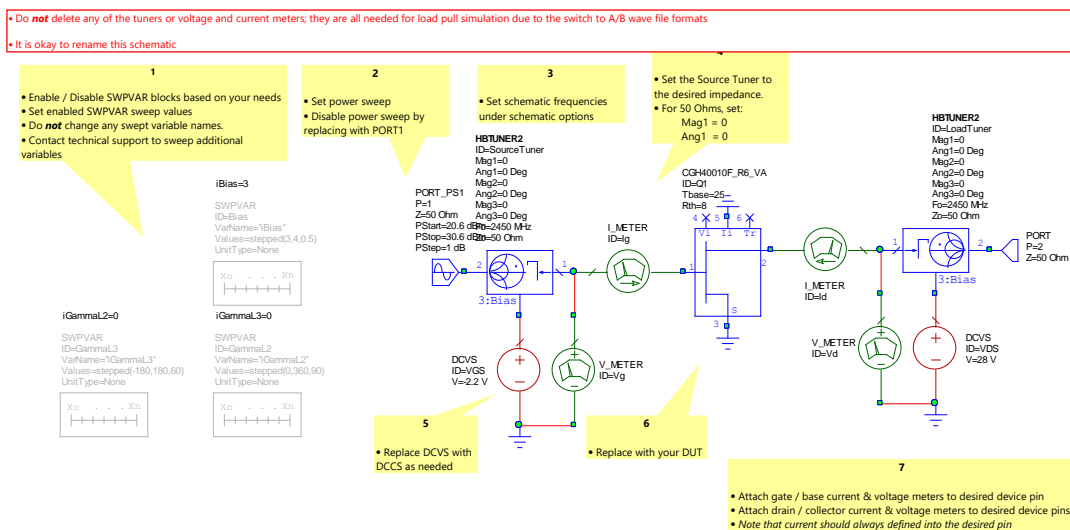 • Do not delete any of the tuners or voltage and current meters; they are all needed for load pull simulation due to the switch to A/B wave file formats
• It is okay to rename this schematic
1
• Enable / Disable SWPVAR blocks based on your needs
• Set enabled SWPVAR sweep values
• Do not change any swept variable names.
• Contact technical support to sweep additional
variables
2
• Set power sweep
• Disable power sweep by
replacing with PORT1
3
• Set schematic frequencies
under schematic options
• Set the Source Tuner to
the desired impedance.
• For 50 Ohms, set:
Mag1 = 0
Ang1 = 0
HBTUNER2
ID=SourceTuner
Mag1=0
Ang1=0 Deg
Mag2=0
Ang2=0 Deg
Mag3=0
Ang3=0 Deg
Fo=2450 MHz
Zo=50 Ohm
HBTUNER2
ID=LoadTuner
Mag1=0
Ang1=0 Deg
Mag2=0
Ang2=0 Deg
Mag3=0
Ang3=0 Deg
Fo=2450 MHz
Zo=50 Ohm
CGH40010F_R6_VA
ID=Q1
Tbase=25
Rth=8
4 5 6
Vi Ii Tr
1
2
S
3
PORT_PS1
P=1
Z=50 Ohm
PStart=20.6 dBm
PStop=30.6 dBm
PStep=1 dB
2
1
3:Bias
I_METER
ID=Ig
I_METER
ID=Id
1
2
3:Bias
PORT
P=2
Z=50 Ohm
iBias=3
SWPVAR
ID=Bias
VarName="iBias"
Values=stepped(3,4,0.5)
UnitType=None
Xo . . . Xn
iGammaL2=0
SWPVAR
ID=GammaL3
VarName="iGammaL3"
Values=stepped(-180,180,60)
UnitType=None
Xo . . . Xn
iGammaL3=0
SWPVAR
ID=GammaL2
VarName="iGammaL2"
Values=stepped(0,360,90)
UnitType=None
Xo . . . Xn
DCVS
ID=VGS
V=-2.2 V
V_METER
ID=Vg
V_METER
ID=Vd
DCVS
ID=VDS
V=28 V
5
• Replace DCVS with
DCCS as needed
6
• Replace with your DUT
7
• Attach gate / base current & voltage meters to desired device pin
• Attach drain / collector current & voltage meters to desired device pins
• Note that current should always defined into the desired pin